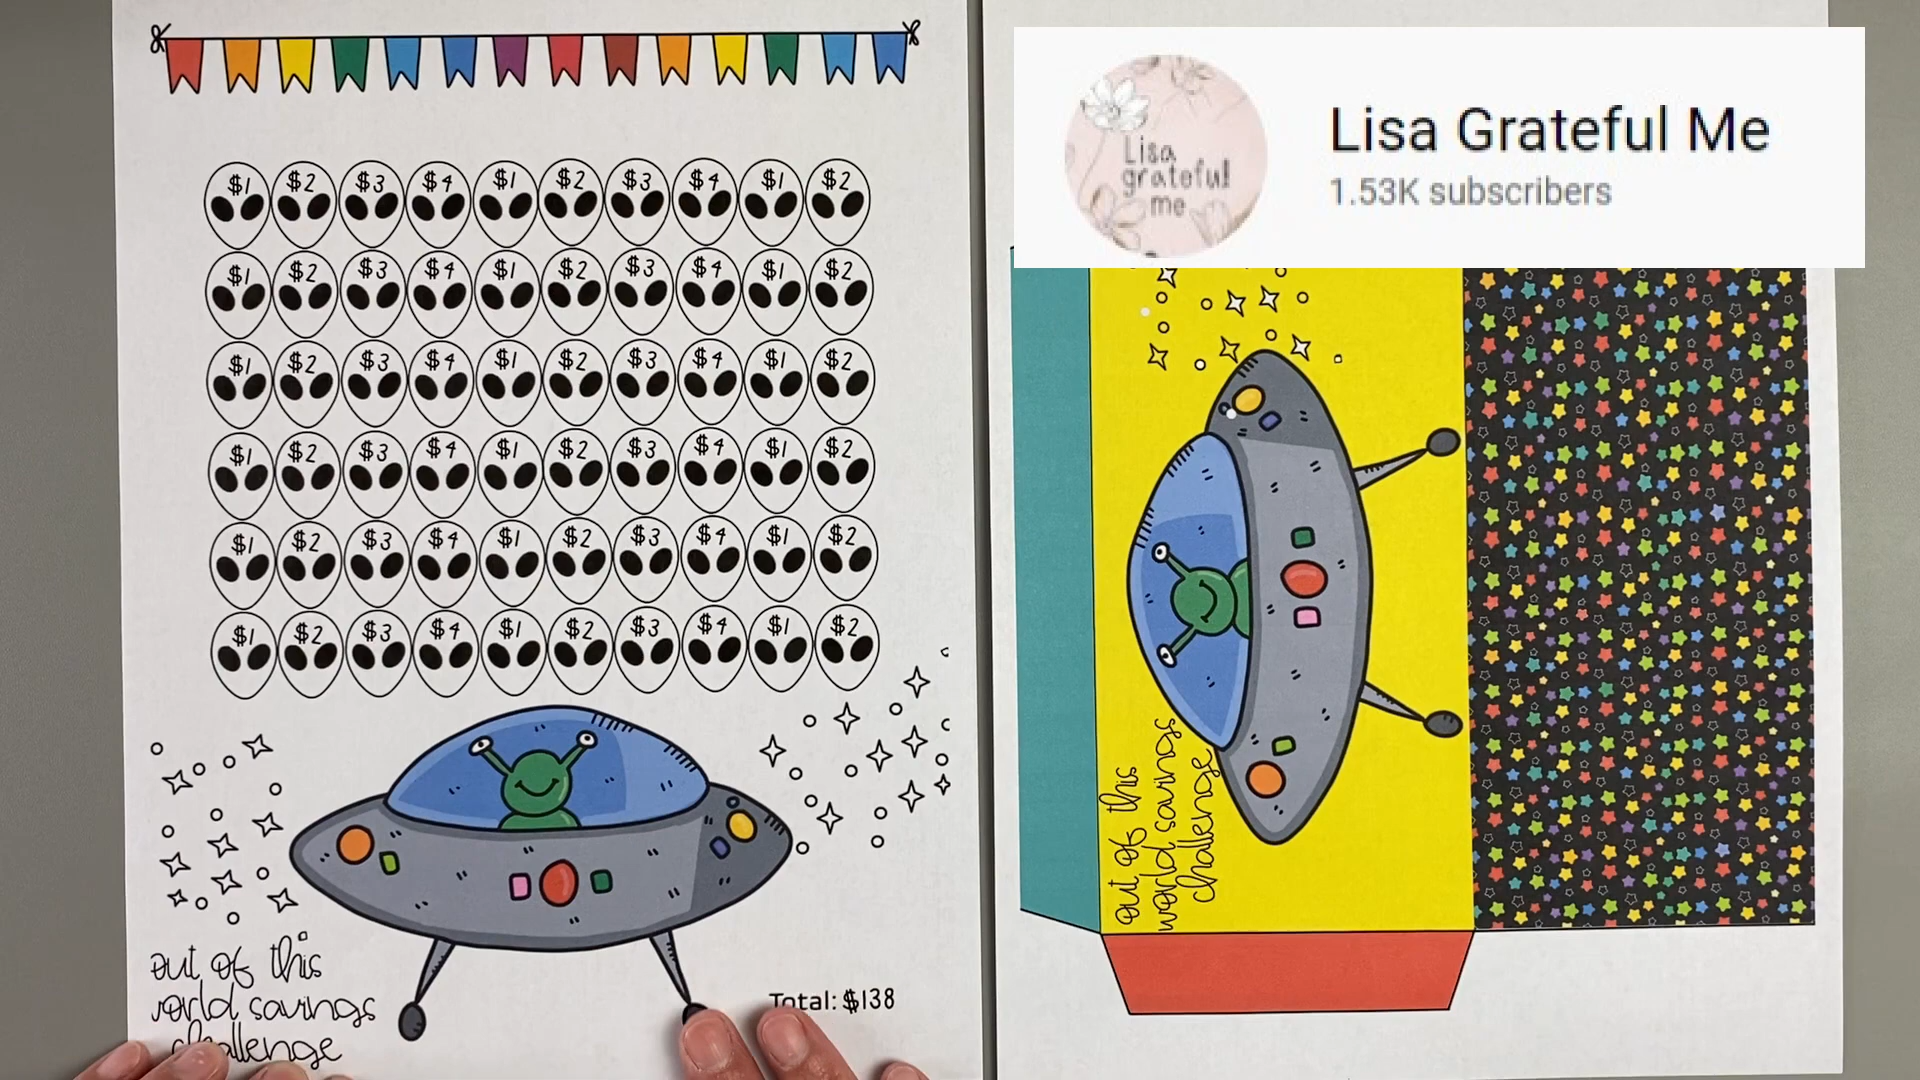 $1 $2 $3 $4 $1 $2 $3 $4 $1 $2
$1 $2 $3 $4 $1 $2 $3 $4 $1 $2
$1 $2 $3 $4 $1 $2 $3 $4 $1 $2
$1 $2 $3 $4 $1 $2 $3 $4 $1 $2
$1 $2 $3 $4 $1 $2 $3 $4 $1 $2
$1 $2 $3 $4 $1 $2 $3 $4 $1 $2
out of this
world savings
challenge
Total: $138
Lisa
grateful
me
Lisa Grateful Me
1.53K subscribers
out of this
world savings
challenge